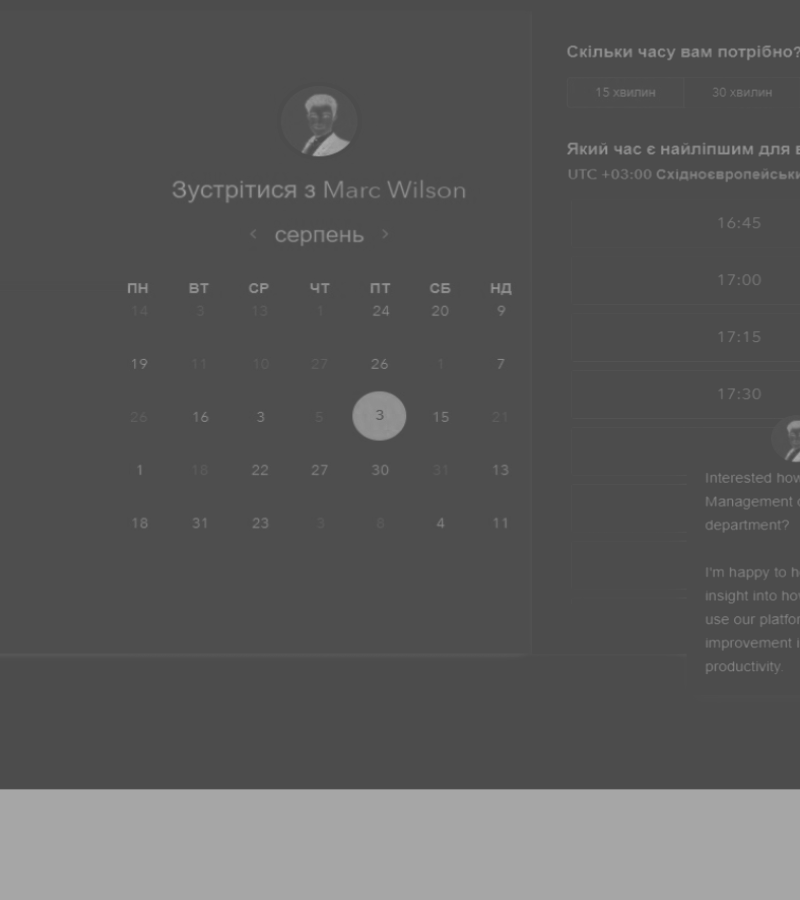 Зустрітися з Marc Wilson
‹ серпень ›
ПН ВТ СР ЧТ ПТ СБ НД
14 3 13 1 24 20 9
19 11 10 27 26 1 7
26 16 3 5 3 15 21
1 18 22 27 30 31 13
18 31 23 3 8 4 11
Скільки часу вам потрібно?
15 хвилин 30 хвилин
Який час є найліпшим для
UTC +03:00
16:45
17:00
17:15
17:30
Interested how
Management
department?
I'm happy to
insight into
use our
improvement
productivity.